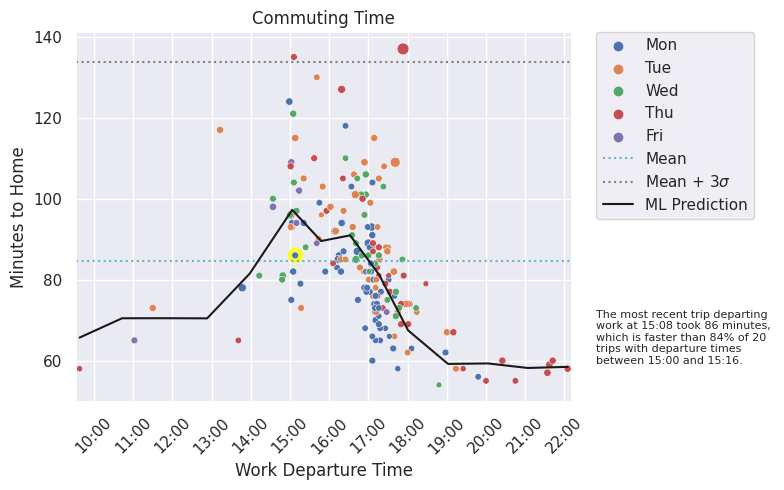 Commuting Time
140
120
100
80
60
Minutes to Home
10:00
11:00
12:00
13:00
14:00
15:00
16:00
17:00
18:00
19:00
20:00
21:00
22:00
Work Departure Time
Mon
Tue
Wed
Thu
Fri
Mean
Mean + 3σ
ML Prediction
The most recent trip departing
work at 15:08 took 86 minutes,
which is faster than 84% of 20
trips with departure times
between 15:00 and 15:16.